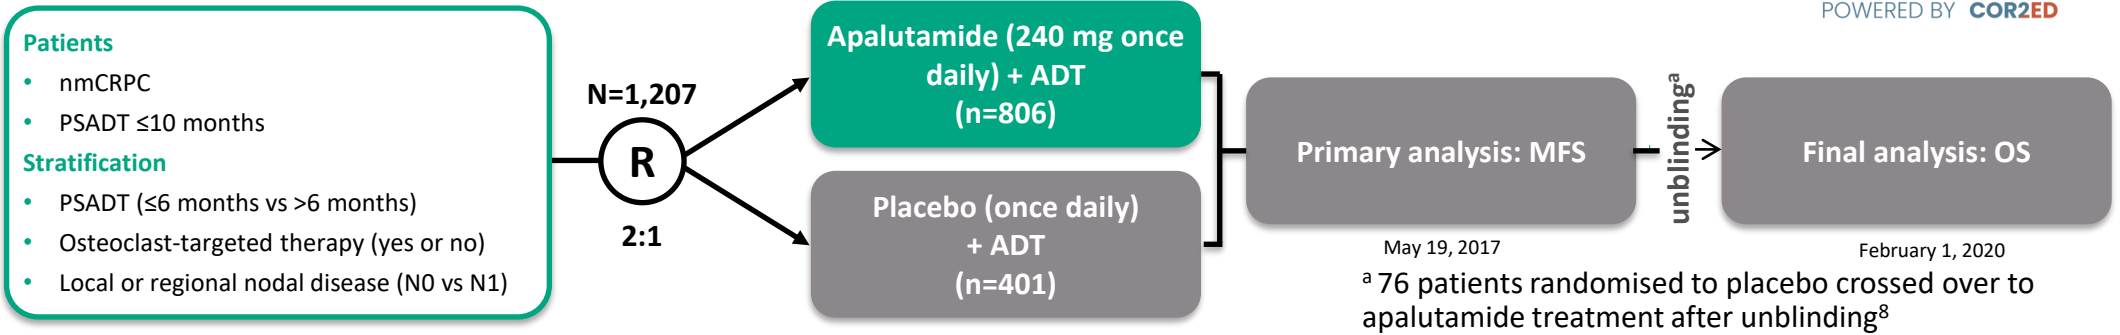 POWERED BY COR2ED
Patients
• nmCRPC
• PSADT ≤10 months
Stratification
• PSADT (≤6 months vs >6 months)
• Osteoclast-targeted therapy (yes or no)
• Local or regional nodal disease (N0 vs N1)
N=1,207
R
2:1
Apalutamide (240 mg once
daily) + ADT
(n=806)
Placebo (once daily)
+ ADT
(n=401)
Primary analysis: MFS
May 19, 2017
unblindingᵃ
Final analysis: OS
February 1, 2020
ᵃ 76 patients randomised to placebo crossed over to
apalutamide treatment after unblinding⁸